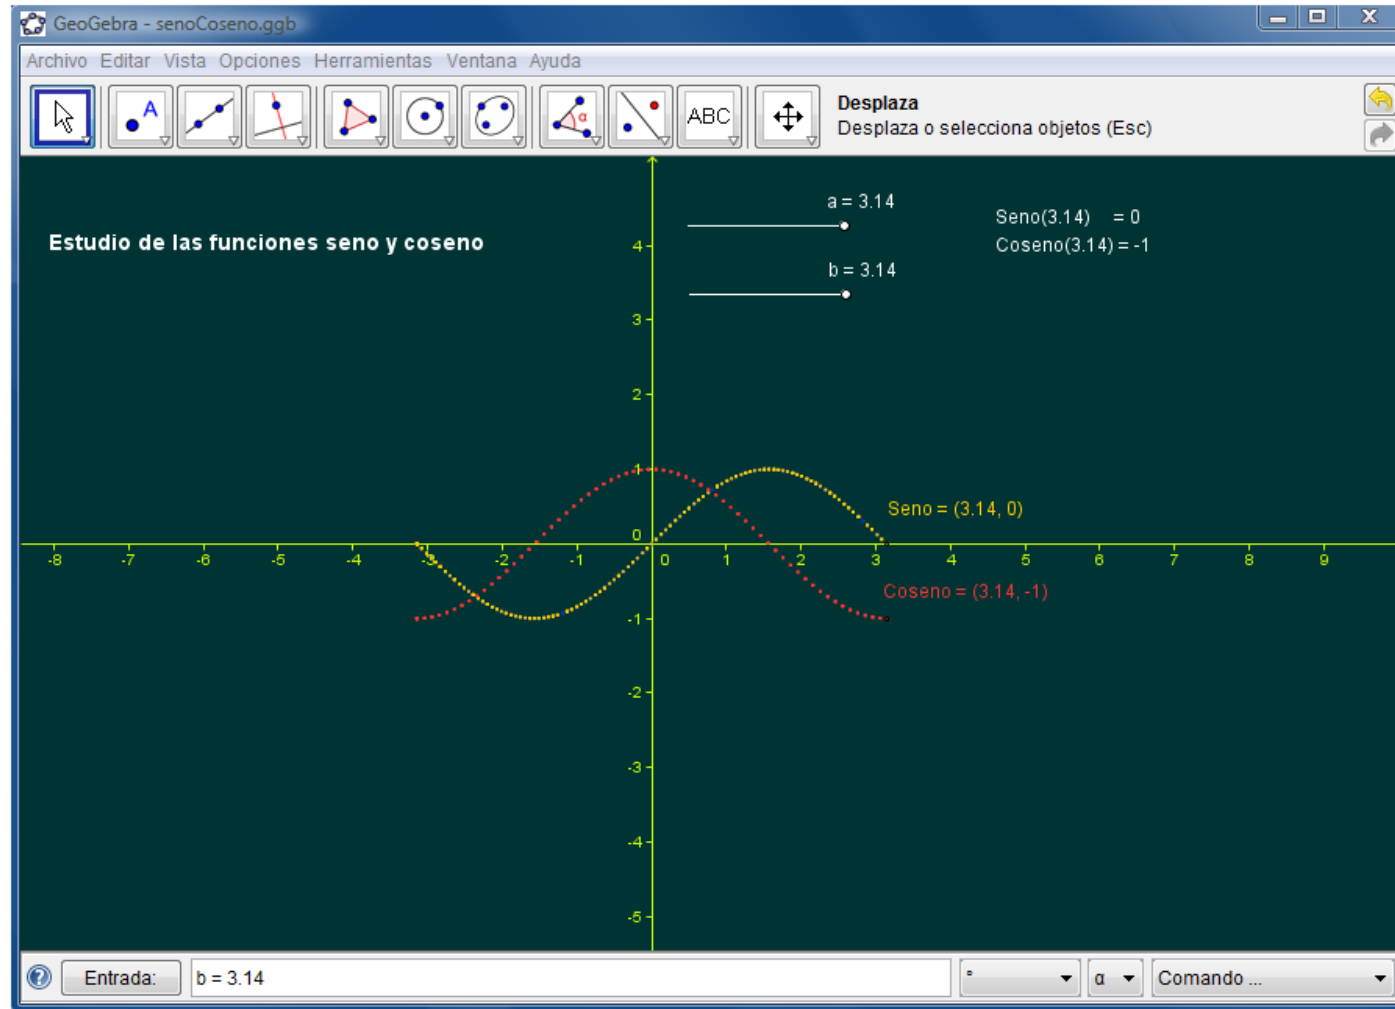 GeoGebra - senoCoseno.ggb
Archivo Editar Vista Opciones Herramientas Ventana Ayuda
A
α
ABC
Desplaza
Desplaza o selecciona objetos (Esc)
Estudio de las funciones seno y coseno
a = 3.14
b = 3.14
Seno(3.14) = 0
Coseno(3.14) = -1
4
3
2
1
0
-8 -7 -6 -5 -4 -3 -2 -1 0 1 2 3 4 5 6 7 8 9
Seno = (3.14, 0)
Coseno = (3.14, -1)
-1
-2
-3
-4
-5
Entrada: b = 3.14 ° α Comando ...